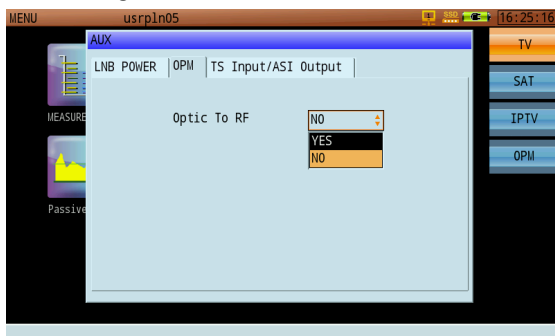 MENU usrpln05 16:25:16
AUX
TV
LNB POWER OPM TS Input/ASI Output
SAT
MEASURE
Optic To RF NO
IPTV
YES
NO
OPM
Passive